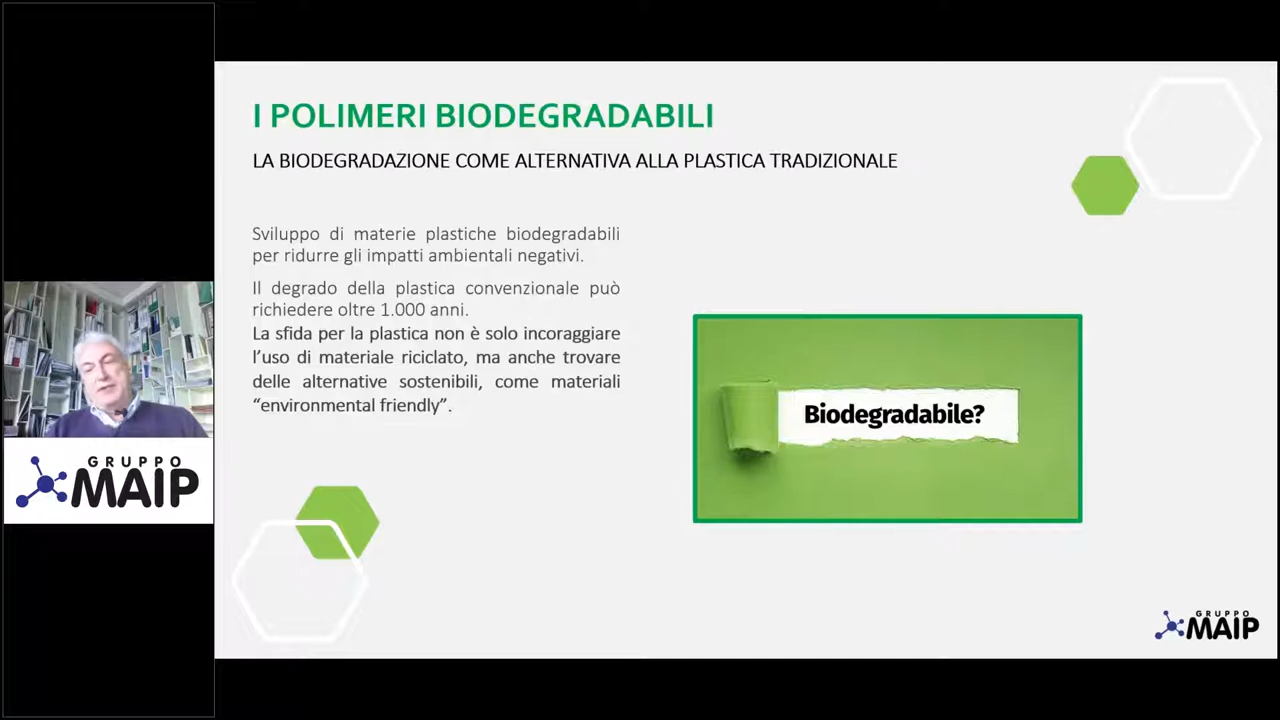 I POLIMERI BIODEGRADABILI
LA BIODEGRADAZIONE COME ALTERNATIVA ALLA PLASTICA TRADIZIONALE
Sviluppo di materie plastiche biodegradabili
per ridurre gli impatti ambientali negativi.
Il degrado della plastica convenzionale può
richiedere oltre 1.000 anni.
La sfida per la plastica non è solo incoraggiare
l’uso di materiale riciclato, ma anche trovare
delle alternative sostenibili, come materiali
“environmental friendly”.
Biodegradabile?
GRUPPO
MAIP
GRUPPO
MAIP